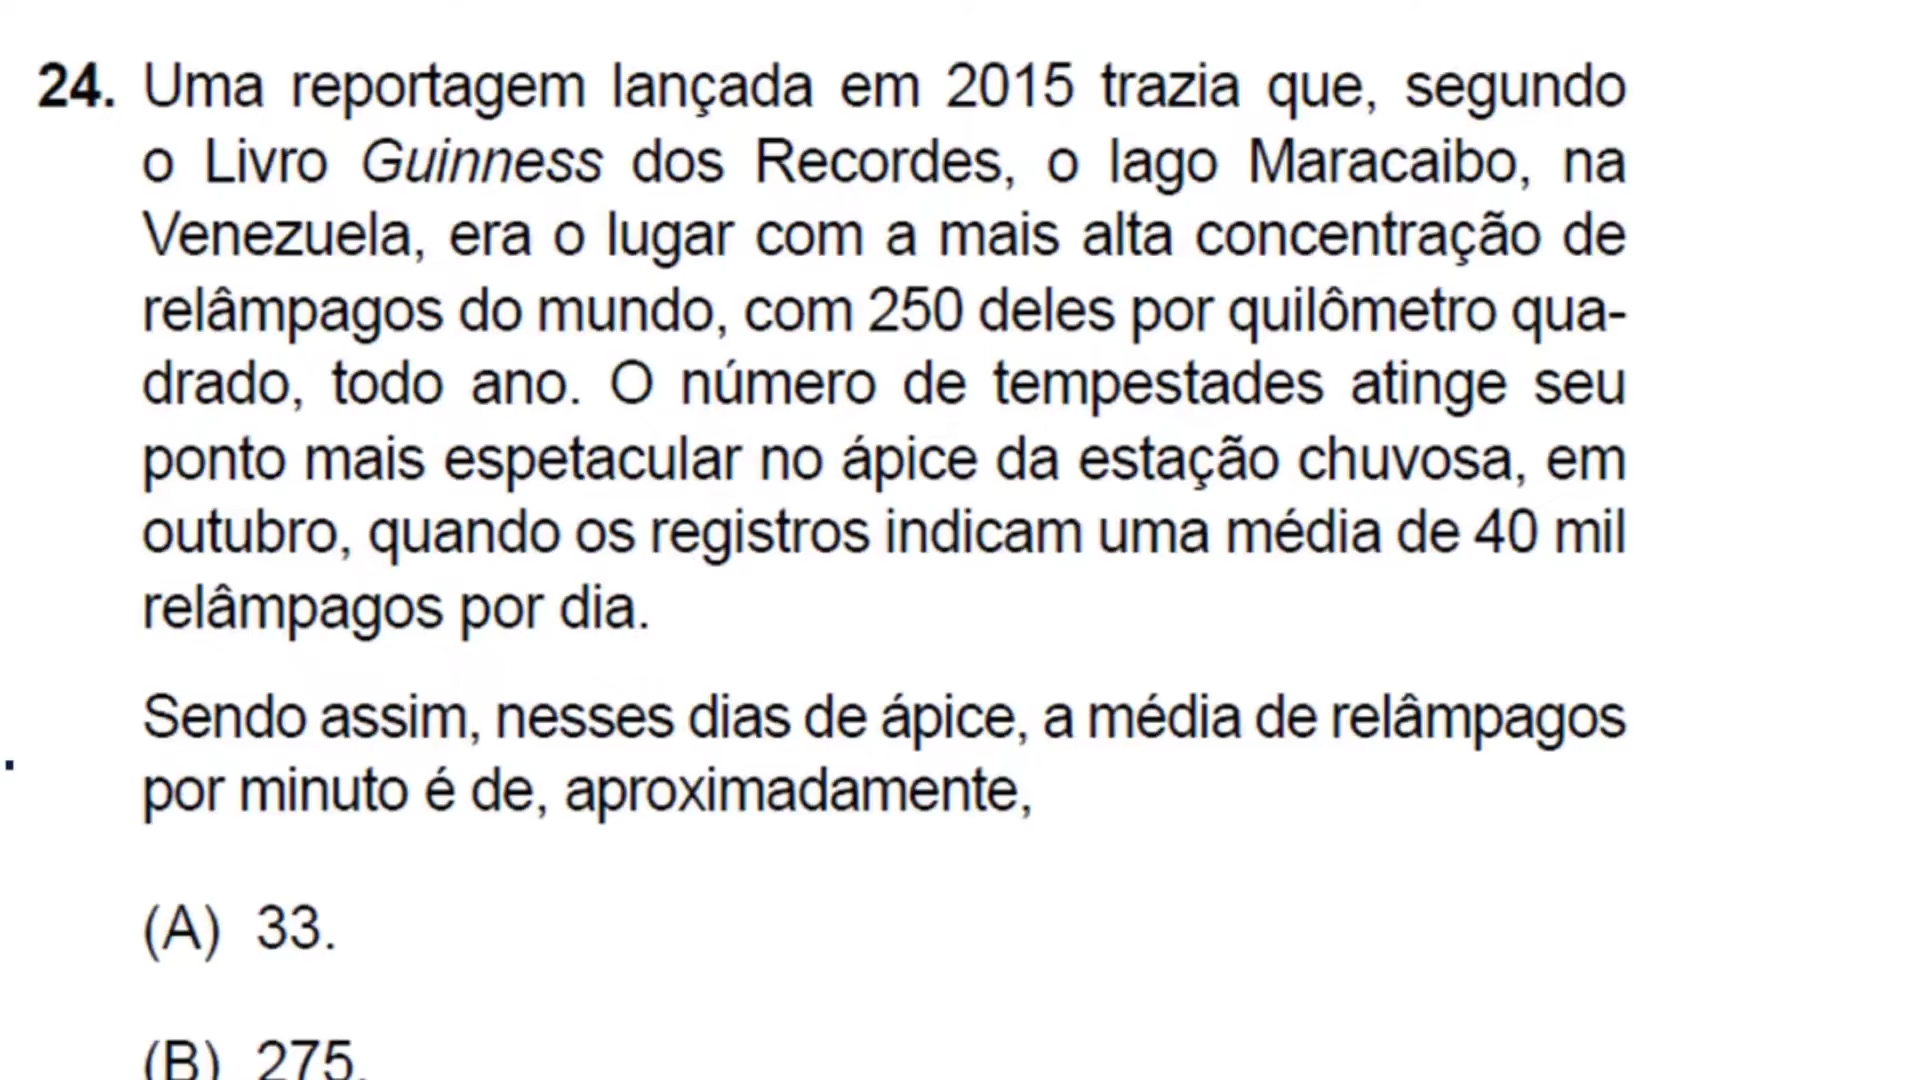 24. Uma reportagem lançada em 2015 trazia que, segundo
o Livro Guinness dos Recordes, o lago Maracaibo, na
Venezuela, era o lugar com a mais alta concentração de
relâmpagos do mundo, com 250 deles por quilômetro qua-
drado, todo ano. O número de tempestades atinge seu
ponto mais espetacular no ápice da estação chuvosa, em
outubro, quando os registros indicam uma média de 40 mil
relâmpagos por dia.
Sendo assim, nesses dias de ápice, a média de relâmpagos
por minuto é de, aproximadamente,
(A) 33.
(B) 275.